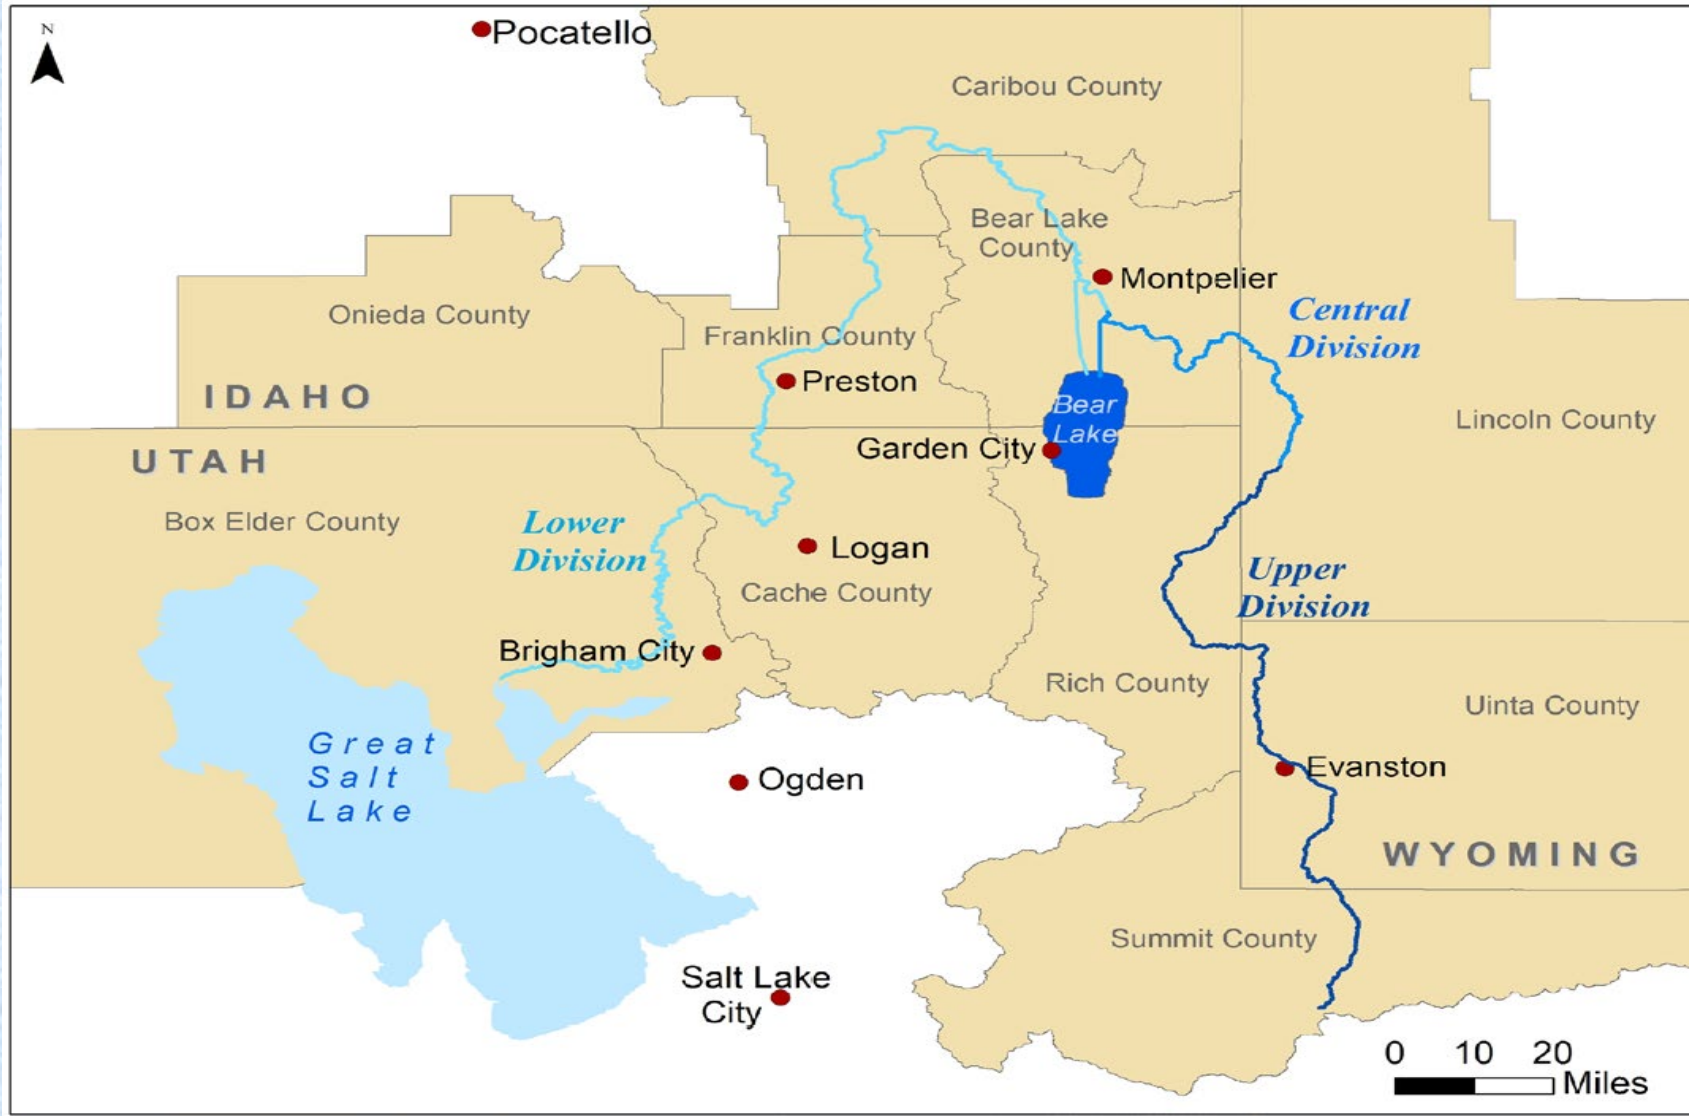 N
Pocatello
Caribou County
Bear Lake
County
Montpelier
Onieda County
Franklin County
Central
Division
Preston
IDAHO
Bear
Lake
Lincoln County
Garden City
UTAH
Box Elder County
Lower
Division
Logan
Upper
Division
Cache County
Brigham City
Rich County
Uinta County
Great
Salt
Lake
Ogden
Evanston
WYOMING
Summit County
Salt Lake
City
0 10 20
Miles